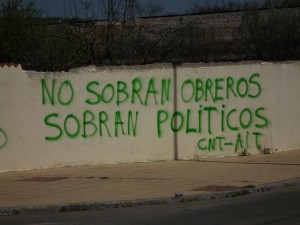 NO SOBRAN OBREROS
SOBRAN POLITICOS
CNT-AIT